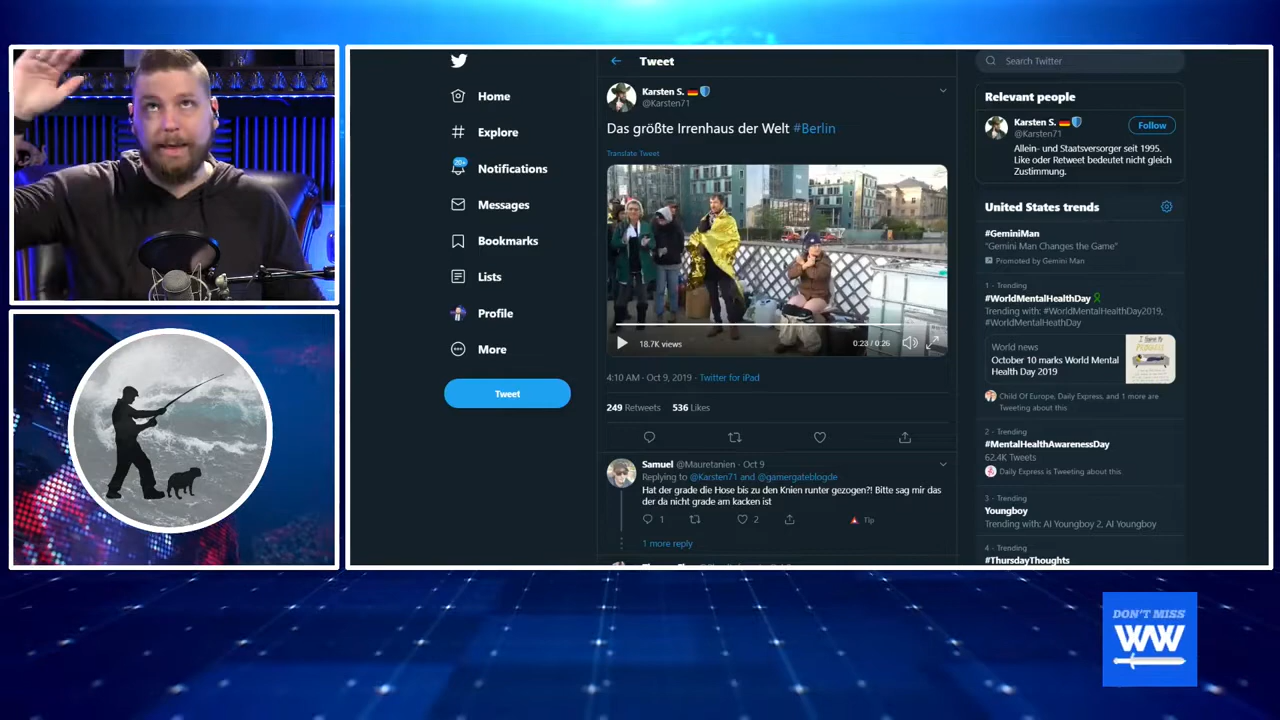 Home
Explore
20+
Notifications
Messages
Bookmarks
Lists
Profile
More
Tweet
Tweet
Karsten S.
@Karsten71
Das größte Irrenhaus der Welt #Berlin
Translate Tweet
18.7K views
0:23 / 0:26
4:10 AM · Oct 9, 2019 · Twitter for iPad
249 Retweets 536 Likes
Samuel @Mauretanien · Oct 9
Replying to @Karsten71 and @gamergateblogde
Hat der grade die Hose bis zu den Knien runter gezogen?! Bitte sag mir das
der da nicht grade am kacken ist
1
2
Tip
1 more reply
Search Twitter
Relevant people
Karsten S.
@Karsten71
Follow
Allein- und Staatsversorger seit 1995.
Like oder Retweet bedeutet nicht gleich
Zustimmung.
United States trends
#GeminiMan
"Gemini Man Changes the Game"
Promoted by Gemini Man
1 · Trending
#WorldMentalHealthDay
Trending with: #WorldMentalHealthDay2019,
#WorldMentalHeathDay
World news
October 10 marks World Mental
Health Day 2019
Child Of Europe, Daily Express, and 1 more are
Tweeting about this
2 · Trending
#MentalHealthAwarenessDay
62.4K Tweets
Daily Express is Tweeting about this
3 · Trending
Youngboy
Trending with: AI Youngboy 2, AI Youngboy
4 · Trending
#ThursdayThoughts
DON'T MISS
WW